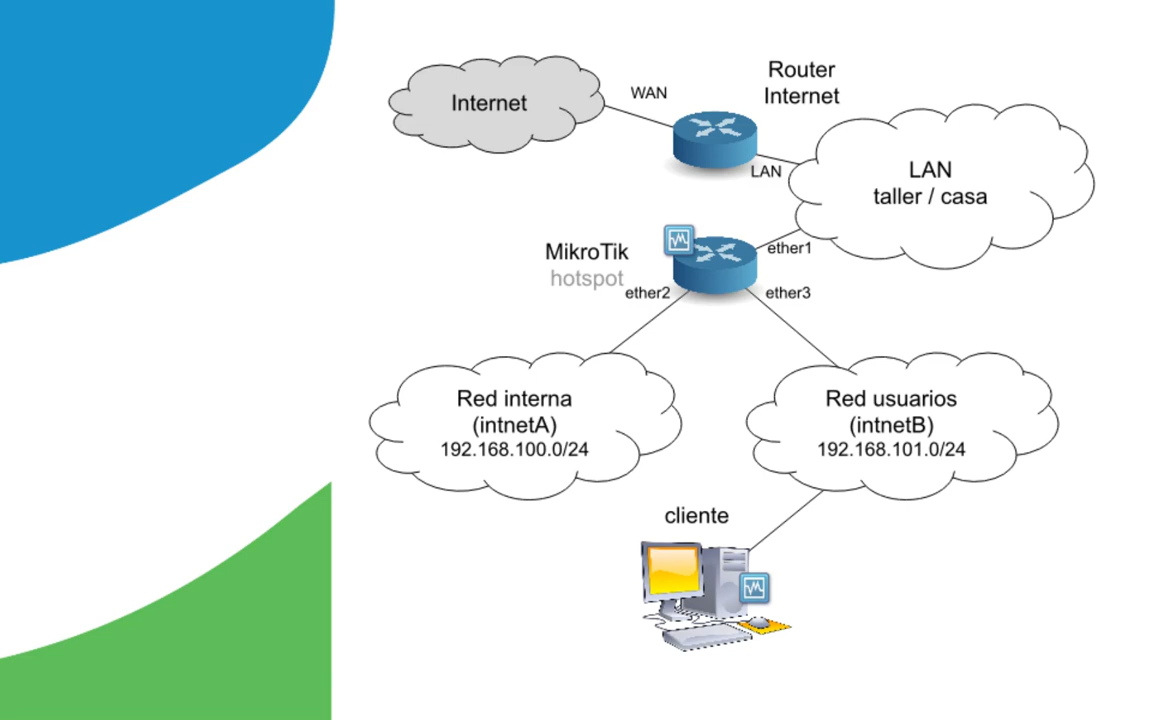 Internet
WAN
Router
Internet
LAN
LAN
taller / casa
MikroTik
hotspot
ether1
ether2
ether3
Red interna
(intnetA)
192.168.100.0/24
Red usuarios
(intnetB)
192.168.101.0/24
cliente